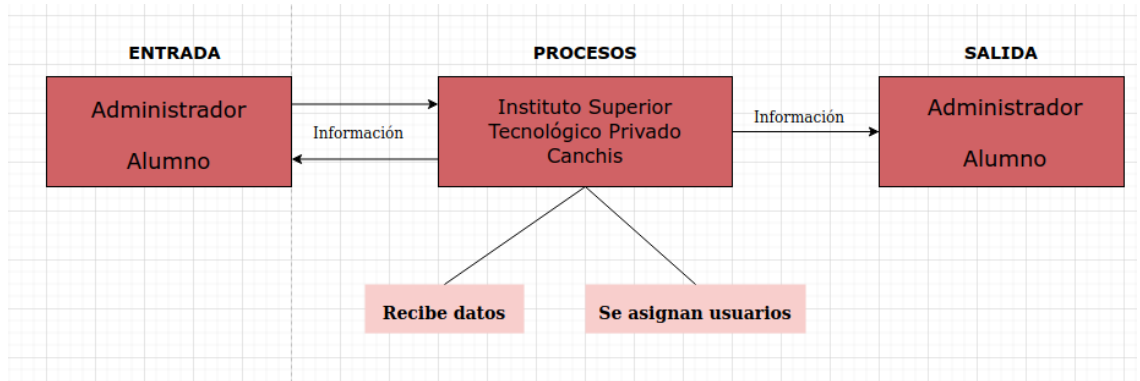 ENTRADA
PROCESOS
SALIDA
Administrador
Alumno
Información
Instituto Superior
Tecnológico Privado
Canchis
Información
Administrador
Alumno
Recibe datos
Se asignan usuarios